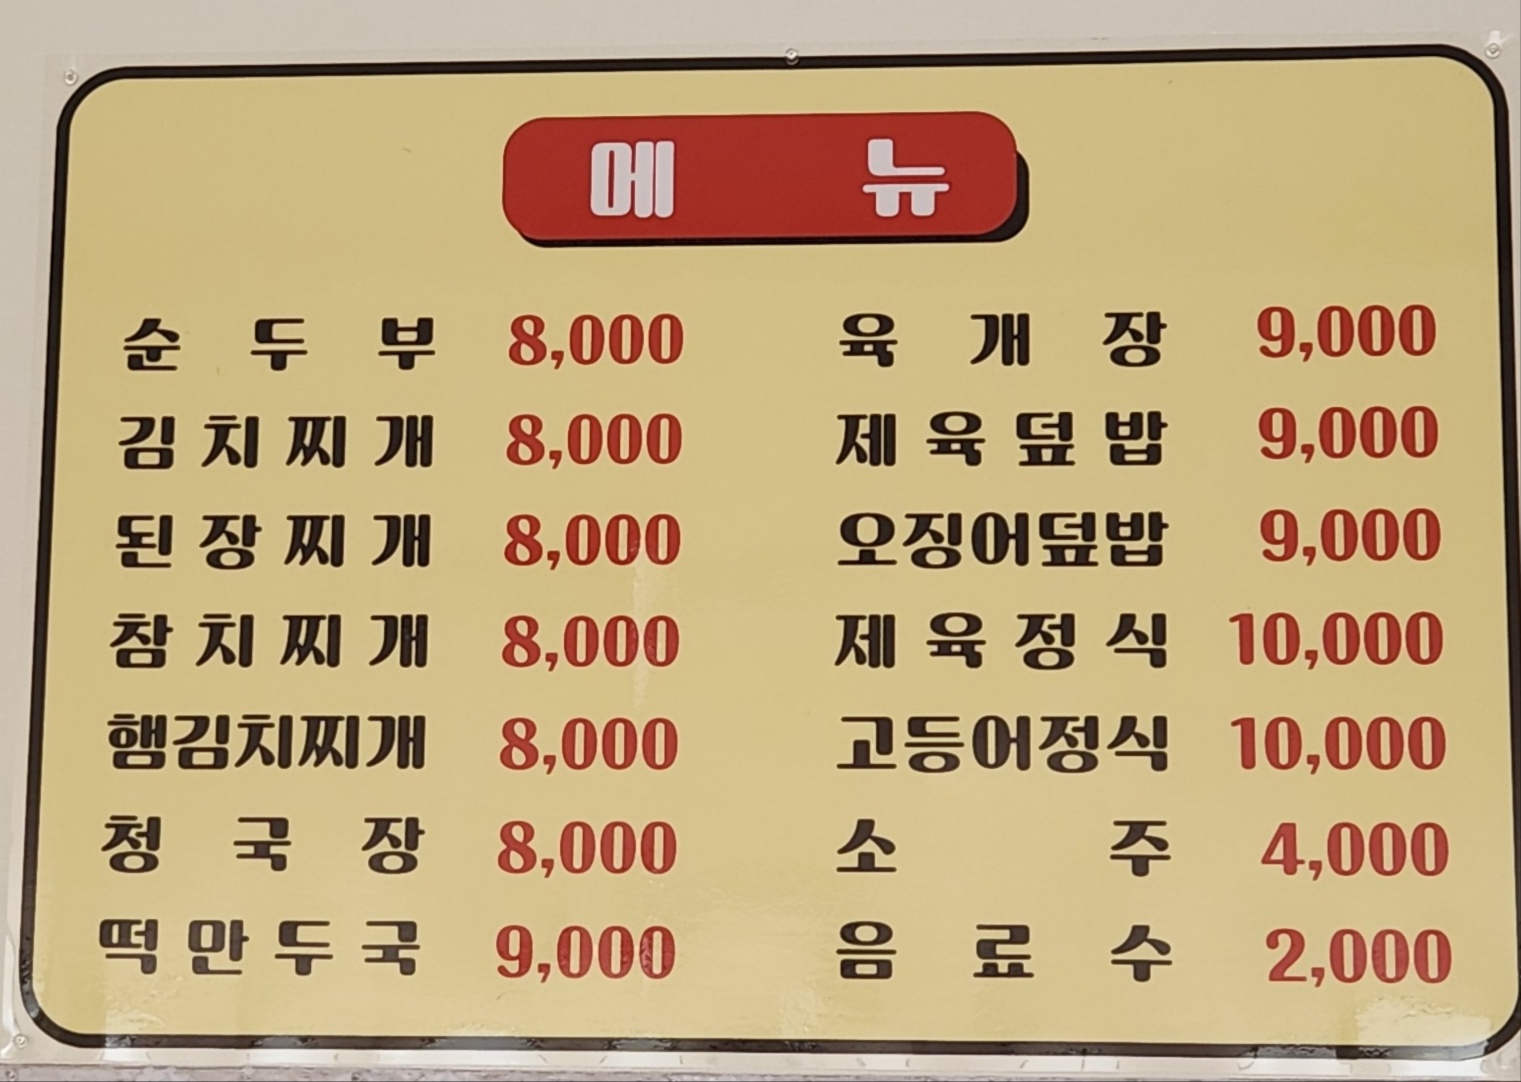 메 뉴
순두부 8,000
김치찌개 8,000
된장찌개 8,000
참치찌개 8,000
햄김치찌개 8,000
청국장 8,000
떡만두국 9,000
육개장 9,000
제육덮밥 9,000
오징어덮밥 9,000
제육정식 10,000
고등어정식 10,000
소주 4,000
음료수 2,000